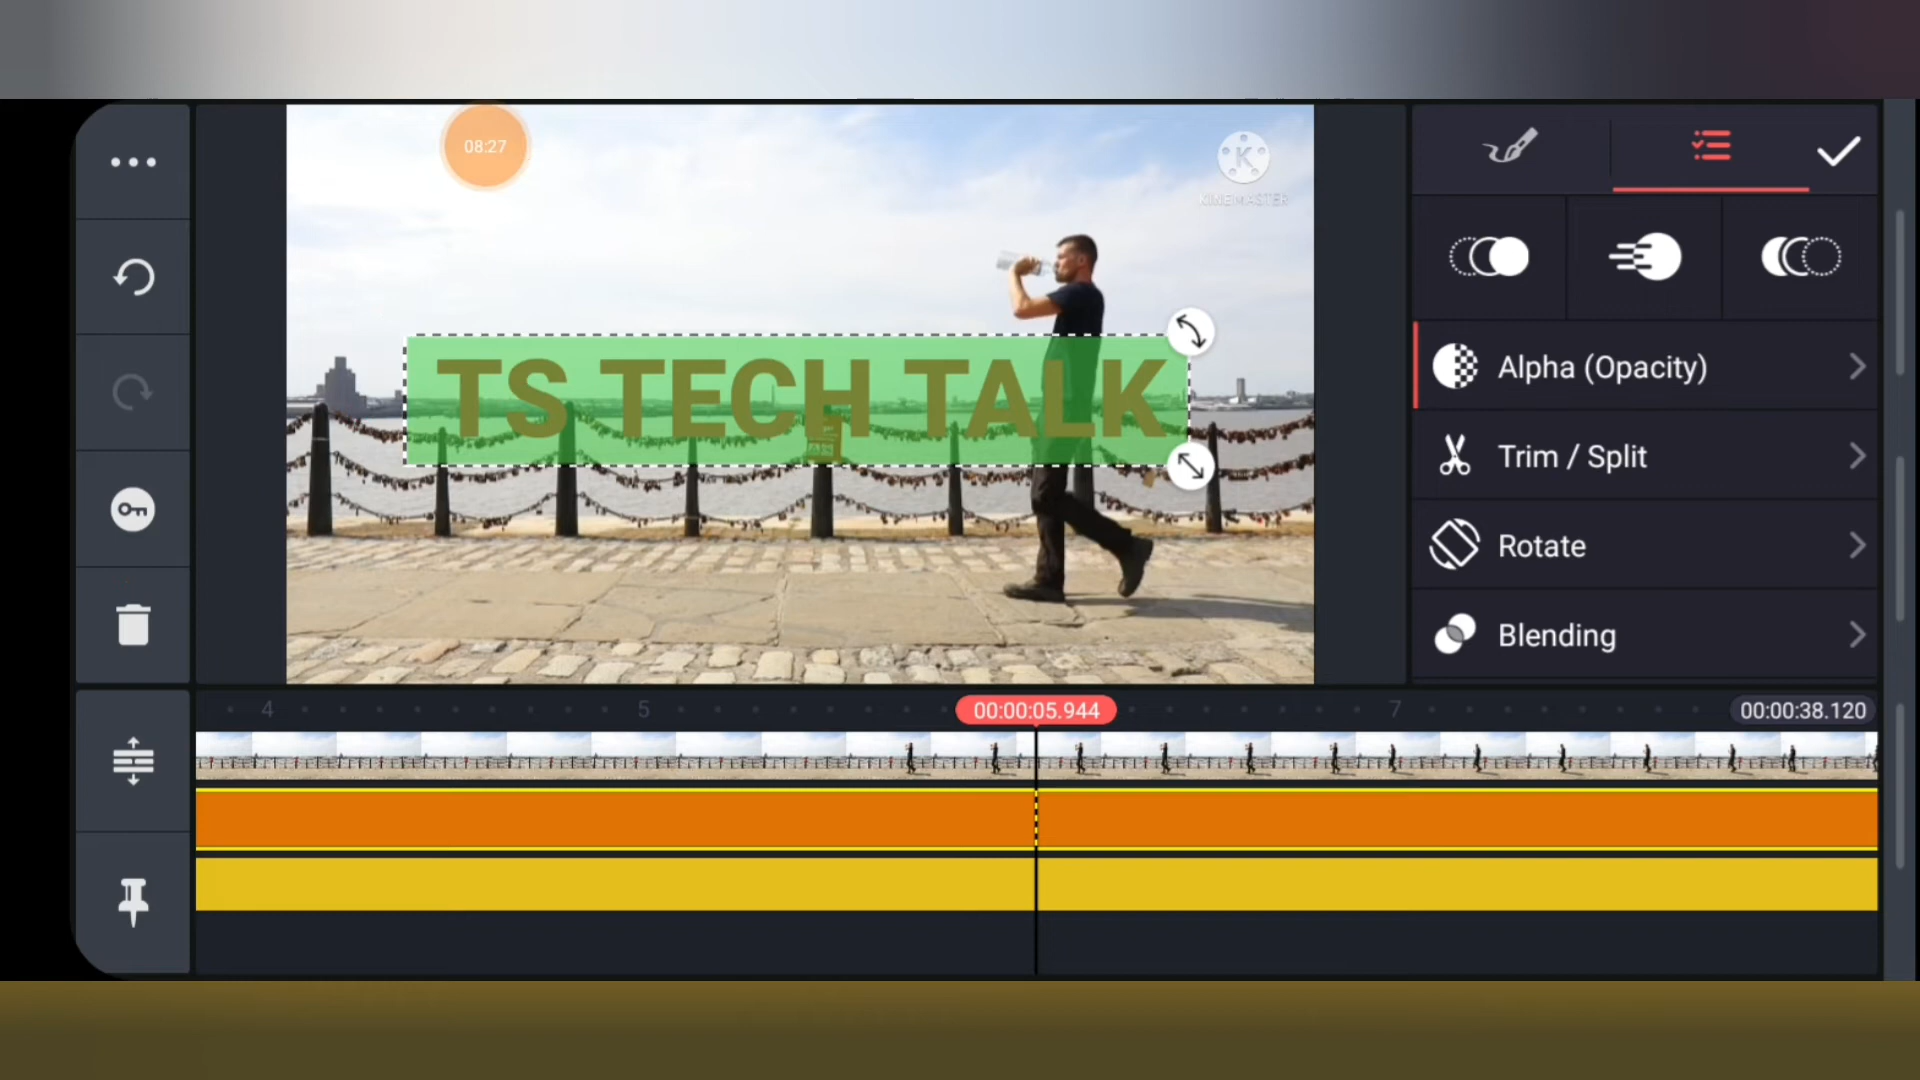 08:27
KINEMASTER
TS TECH TALK
Alpha (Opacity)
Trim / Split
Rotate
Blending
4
5
00:00:05.944
7
00:00:38.120